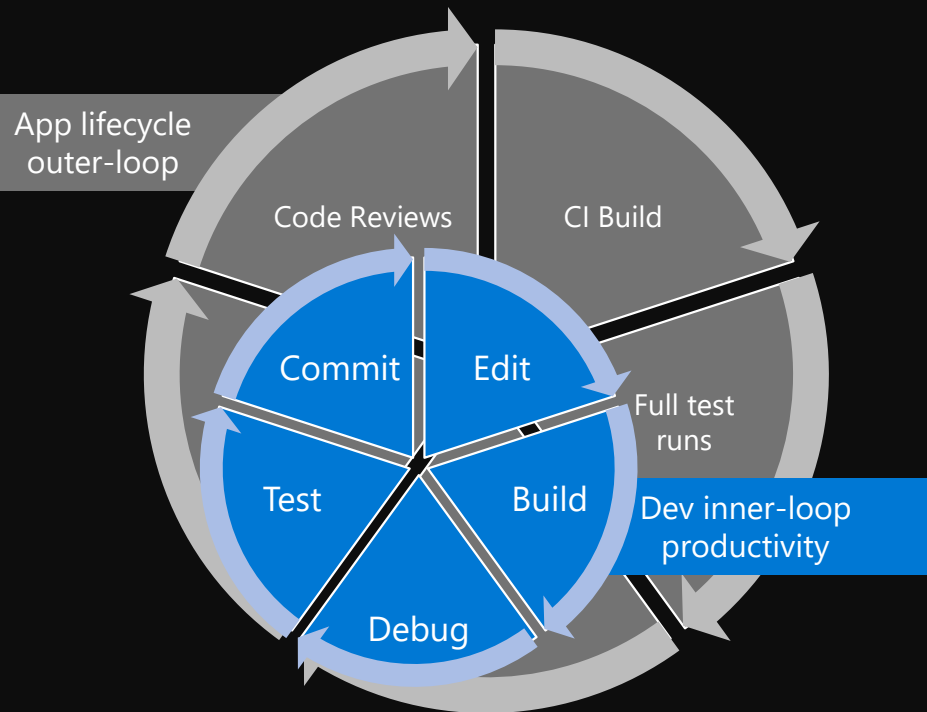 App lifecycle
outer-loop
Code Reviews
CI Build
Commit
Edit
Full test
runs
Test
Build
Dev inner-loop
productivity
Debug